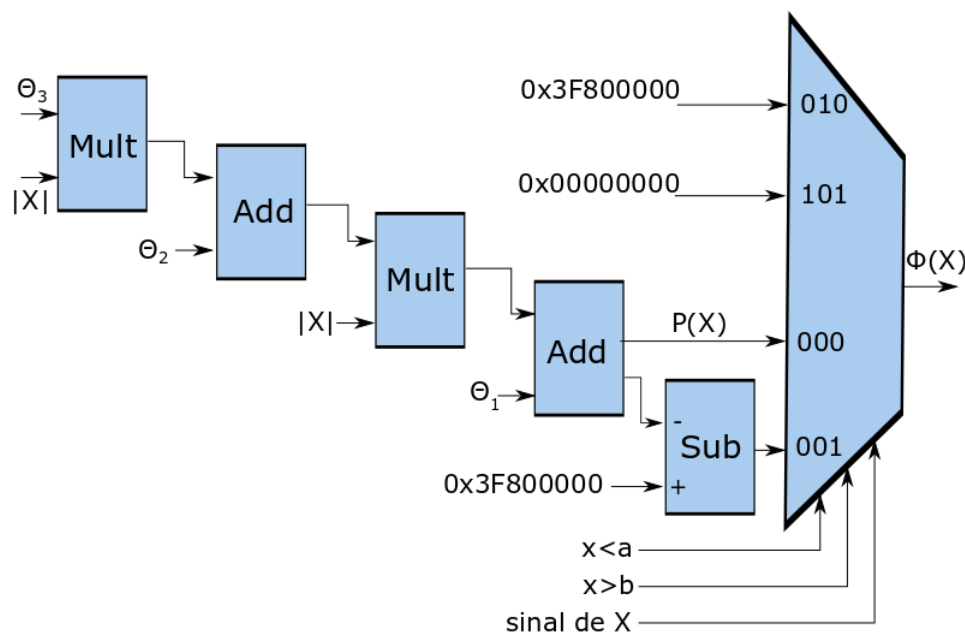 Θ₃
|X|
Mult
Θ₂
Add
|X|
Mult
Θ₁
Add
P(X)
0x3F800000
-
+
Sub
0x3F800000
0x00000000
010
101
000
001
Φ(X)
x<a
x>b
sinal de X